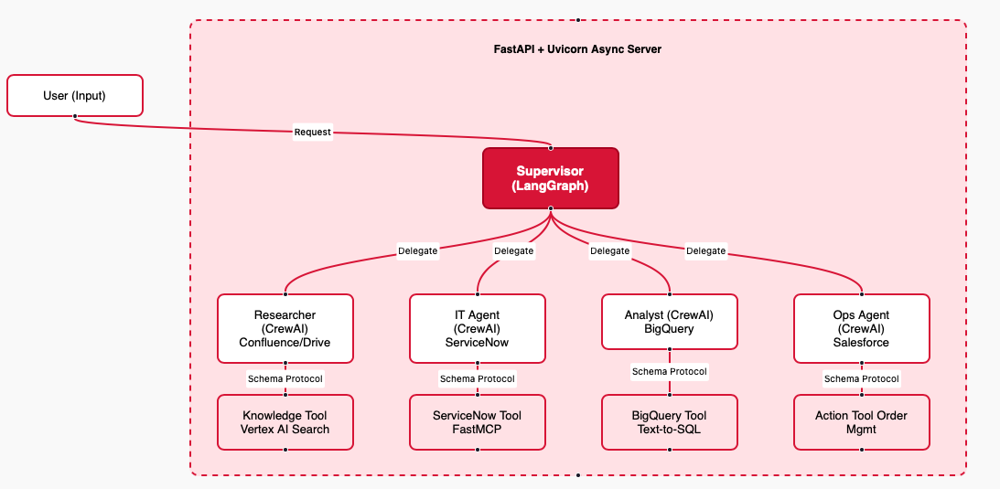 FastAPI + Uvicorn Async Server
User (Input)
Request
Supervisor
(LangGraph)
Delegate
Delegate
Delegate
Delegate
Researcher
(CrewAI)
Confluence/Drive
IT Agent
(CrewAI)
ServiceNow
Analyst (CrewAI)
BigQuery
Ops Agent
(CrewAI)
Salesforce
Schema Protocol
Schema Protocol
Schema Protocol
Schema Protocol
Knowledge Tool
Vertex AI Search
ServiceNow Tool
FastMCP
BigQuery Tool
Text-to-SQL
Action Tool Order
Mgmt